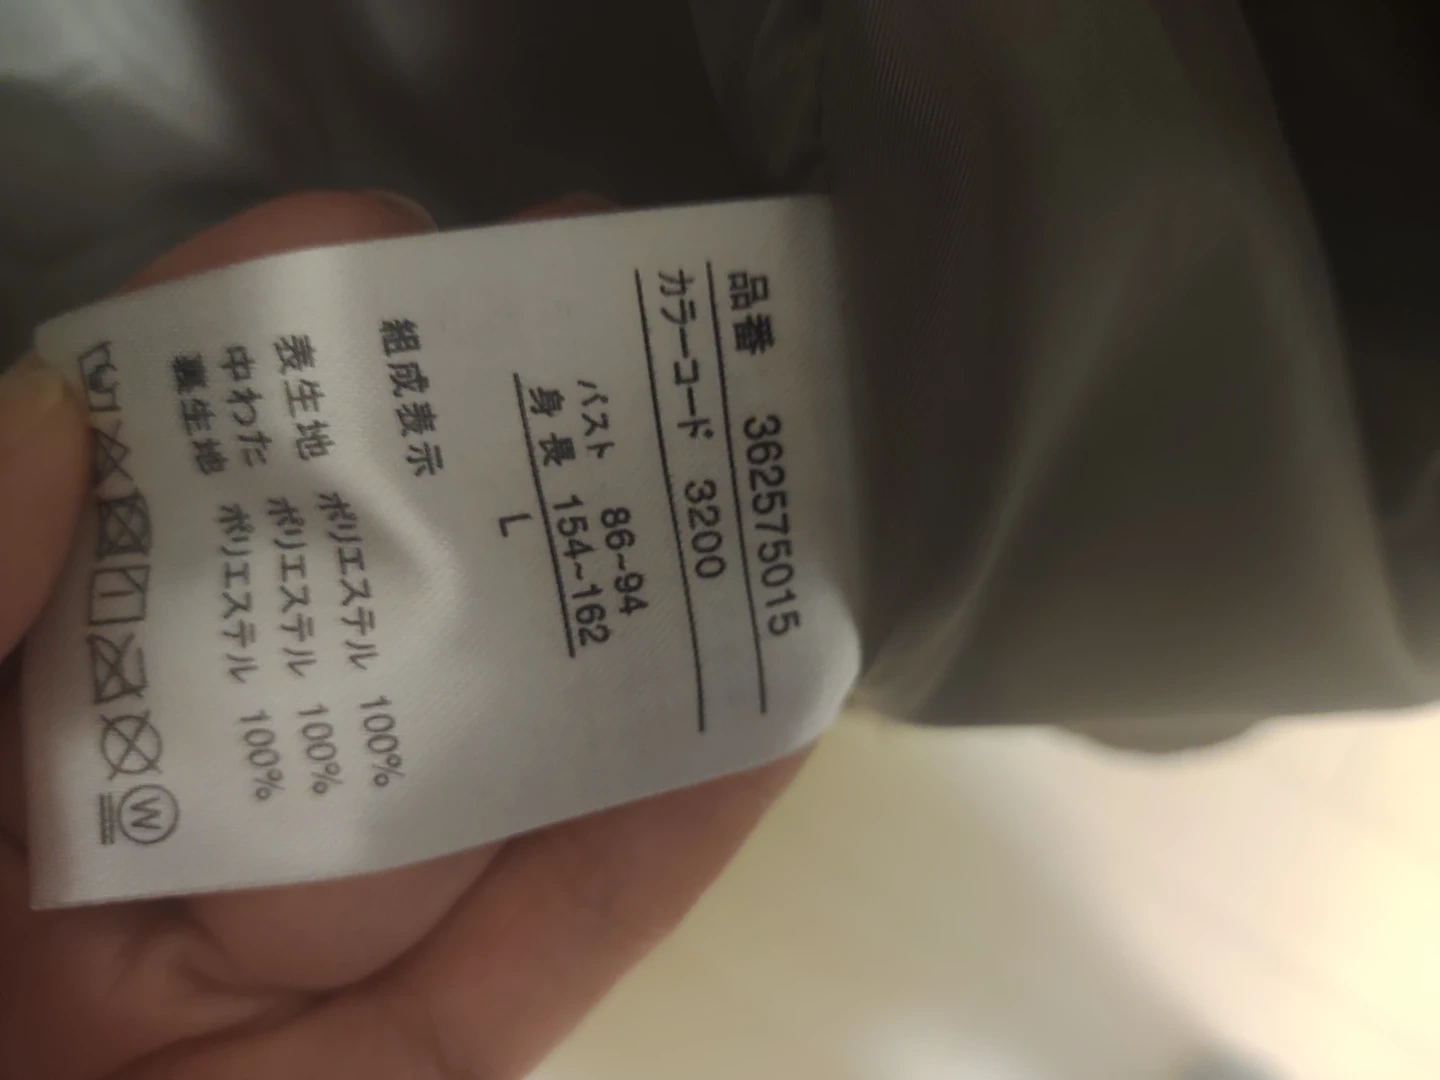 品番 362575015
カラーコード 3200
バスト 86~94
身長 154~162
L
組成表示
表生地 ポリエステル 100%
中わた ポリエステル 100%
裏生地 ポリエステル 100%
W